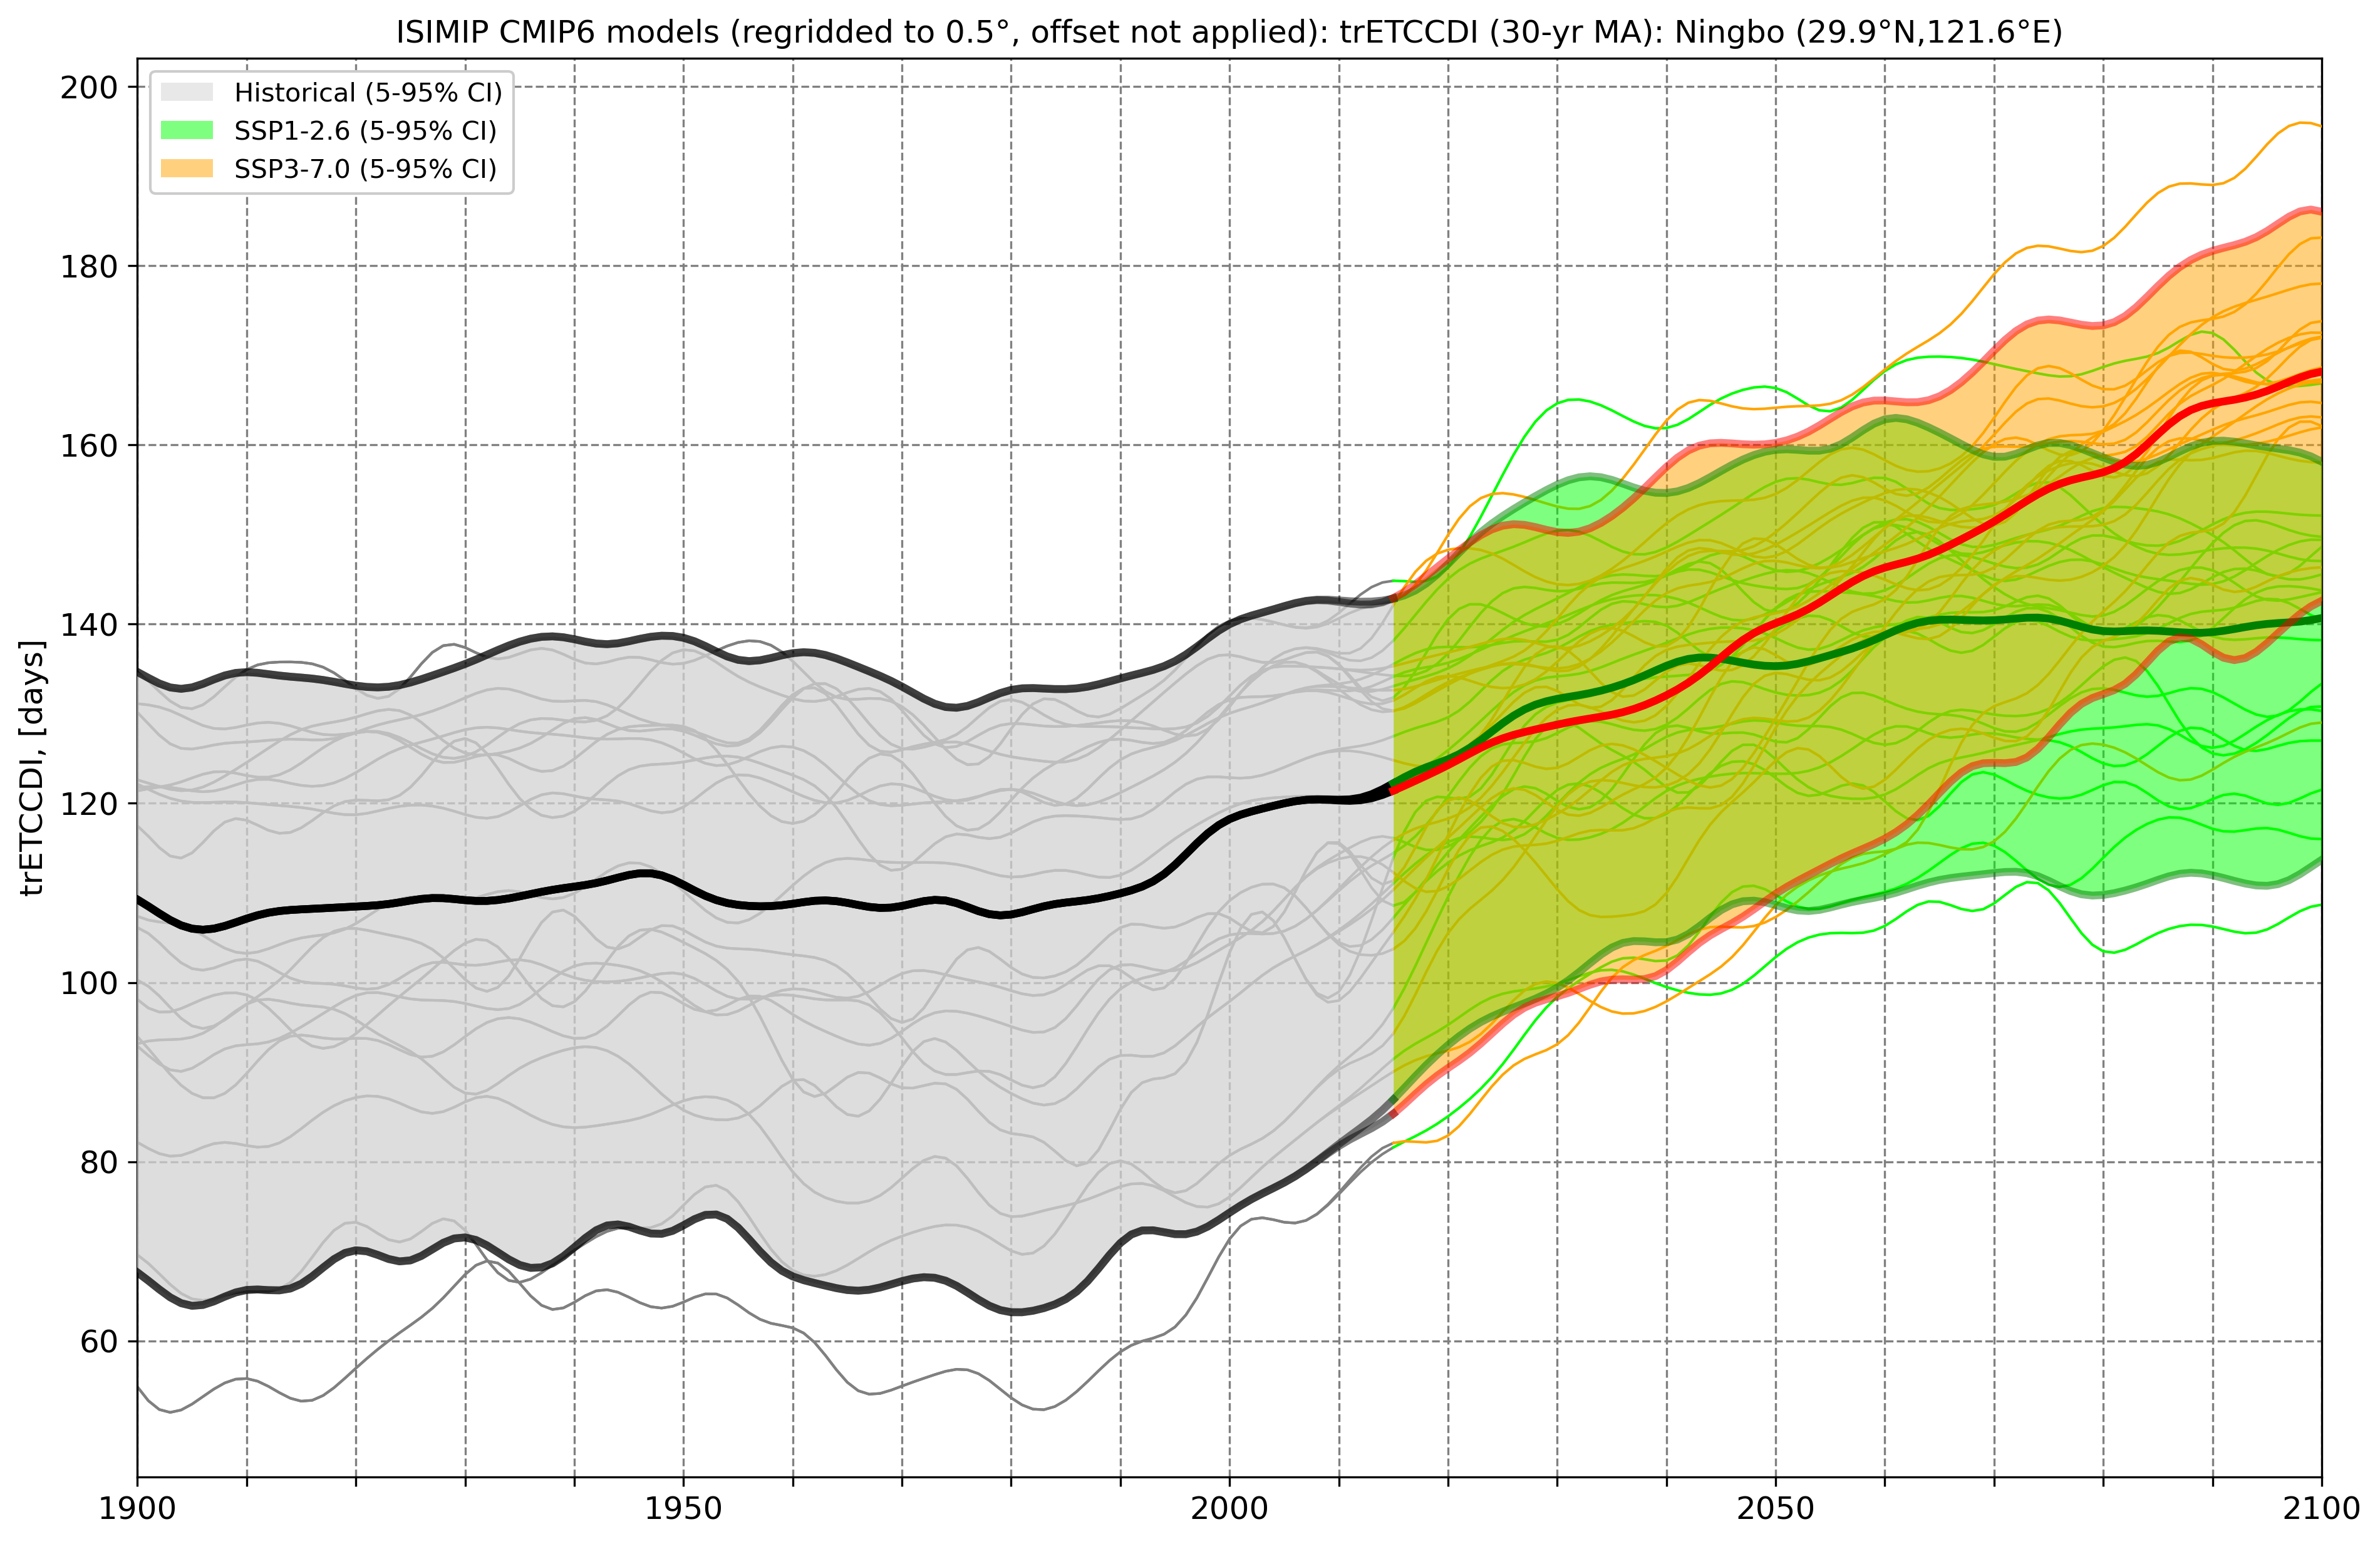 ISIMIP CMIP6 models (regridded to 0.5°, offset not applied): trETCCDI (30-yr MA): Ningbo (29.9°N,121.6°E)
Historical (5-95% CI)
SSP1-2.6 (5-95% CI)
SSP3-7.0 (5-95% CI)
trETCCDI, [days]
200
180
160
140
120
100
80
60
1900 1950 2000 2050 2100